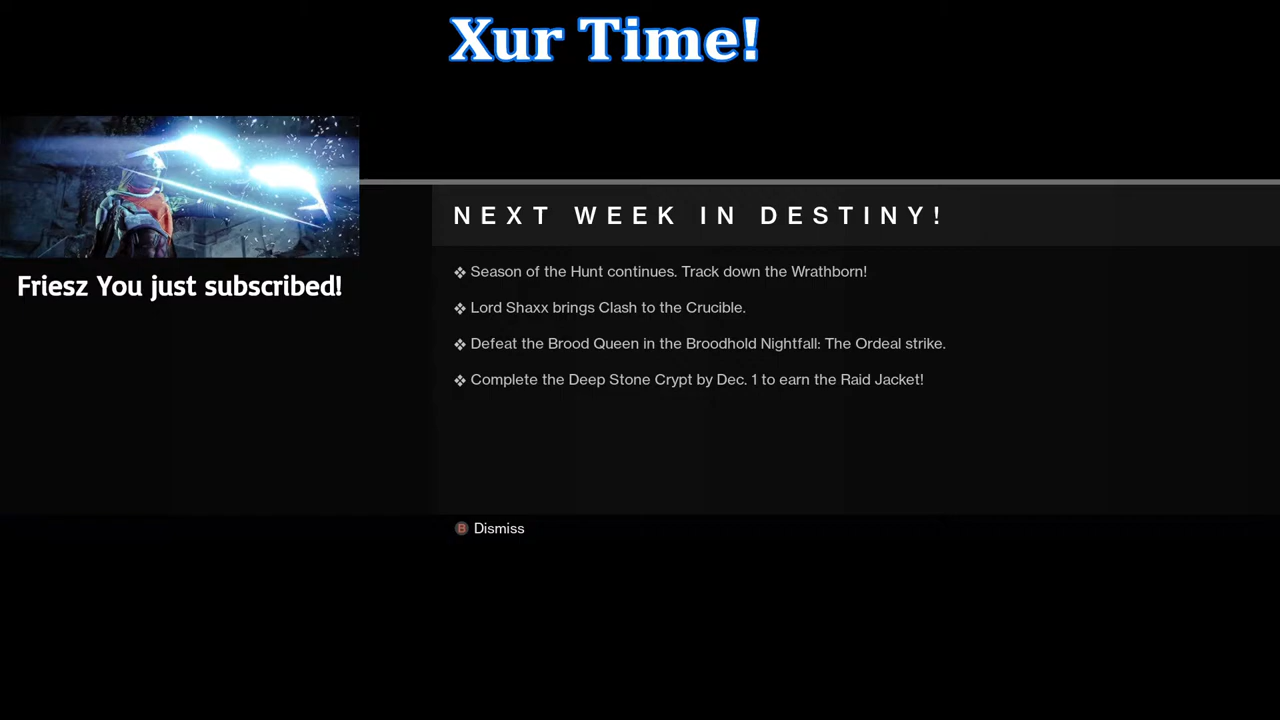 Xur Time!
Friesz You just subscribed!
NEXT WEEK IN DESTINY!
❖ Season of the Hunt continues. Track down the Wrathborn!
❖ Lord Shaxx brings Clash to the Crucible.
❖ Defeat the Brood Queen in the Broodhold Nightfall: The Ordeal strike.
❖ Complete the Deep Stone Crypt by Dec. 1 to earn the Raid Jacket!
B Dismiss